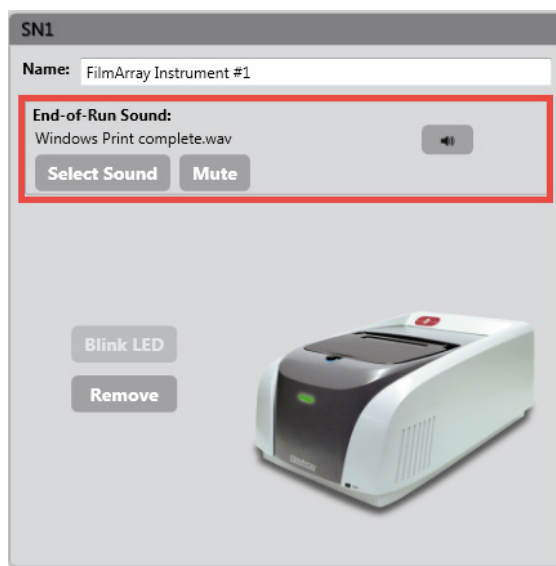 SN1
Name: FilmArray Instrument #1
End-of-Run Sound:
Windows Print complete.wav
Select Sound Mute
Blink LED
Remove